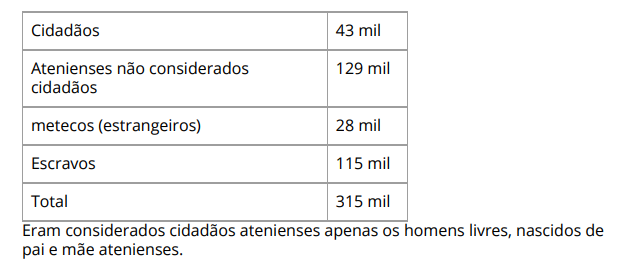 Cidadãos 43 mil
Atenienses não considerados 129 mil
cidadãos
metecos (estrangeiros) 28 mil
Escravos 115 mil
Total 315 mil
Eram considerados cidadãos atenienses apenas os homens livres, nascidos de
pai e mãe atenienses.